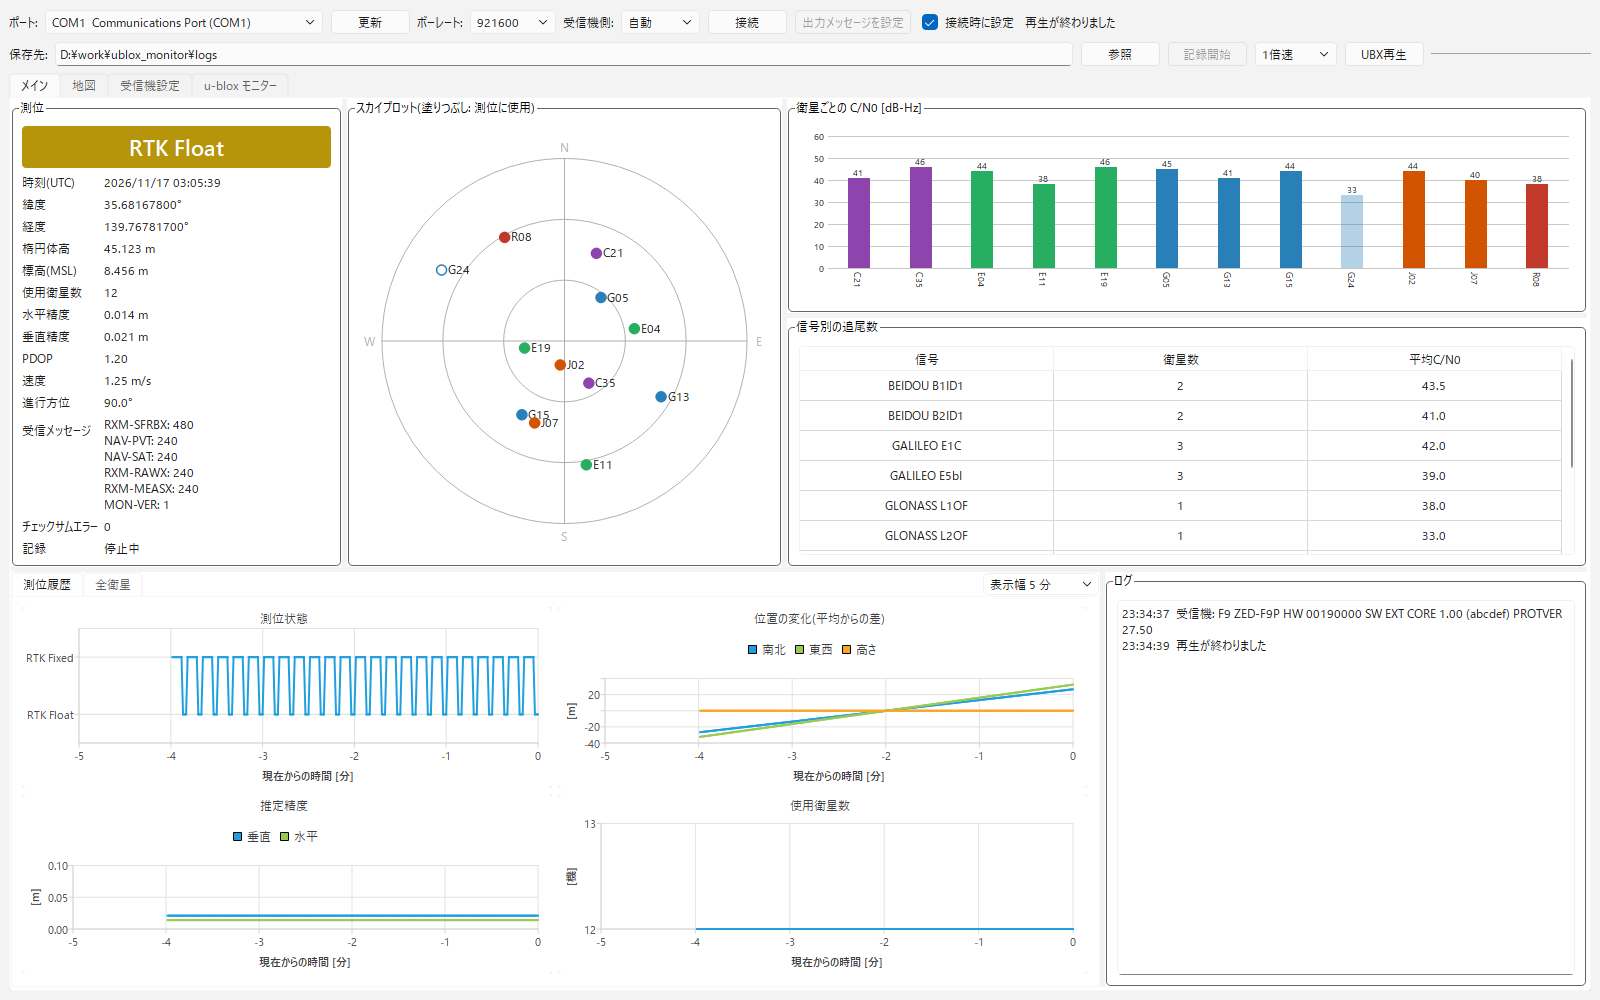 ポート: COM1  Communications Port (COM1) 更新 ボーレート: 921600 受信機側: 自動 接続 出力メッセージを設定 接続時に設定 再生が終わりました
保存先: D:¥work¥ublox_monitor¥logs 参照 記録開始 1倍速 UBX再生
メイン 地図 受信機設定 u-blox モニター
測位
RTK Float
時刻(UTC) 2026/11/17 03:05:39
緯度 35.68167800°
経度 139.76781700°
楕円体高 45.123 m
標高(MSL) 8.456 m
使用衛星数 12
水平精度 0.014 m
垂直精度 0.021 m
PDOP 1.20
速度 1.25 m/s
進行方位 90.0°
受信メッセージ RXM-SFRBX: 480
NAV-PVT: 240
NAV-SAT: 240
RXM-RAWX: 240
RXM-MEASX: 240
MON-VER: 1
チェックサムエラー 0
記録 停止中
スカイプロット(塗りつぶし: 測位に使用)
N
R08
C21
G24
G05
E04
W
E
E19
J02
C35
G13
G15
J07
E11
S
衛星ごとの C/N0 [dB-Hz]
60
50
40
30
20
10
0
41 46 44 38 46 45 41 44 33 44 40 38
C21 C35 E04 E11 E19 G05 G13 G15 G24 J02 J07 R08
信号別の追尾数
信号 衛星数 平均C/N0
BEIDOU B1ID1 2 43.5
BEIDOU B2ID1 2 41.0
GALILEO E1C 3 42.0
GALILEO E5bI 3 39.0
GLONASS L1OF 1 38.0
GLONASS L2OF 1 33.0
測位履歴 全衛星 表示幅 5 分
測位状態
RTK Fixed
RTK Float
-5 -4 -3 -2 -1 0
現在からの時間 [分]
位置の変化(平均からの差)
南北 東西 高さ
[m]
20
-20
-40
-5 -4 -3 -2 -1 0
現在からの時間 [分]
推定精度
垂直 水平
[m]
0.10
0.05
0.00
-5 -4 -3 -2 -1 0
現在からの時間 [分]
使用衛星数
[機]
13
12
-5 -4 -3 -2 -1 0
現在からの時間 [分]
ログ
23:34:37  受信機: F9 ZED-F9P HW 00190000 SW EXT CORE 1.00 (abcdef) PROTVER
27.50
23:34:39  再生が終わりました